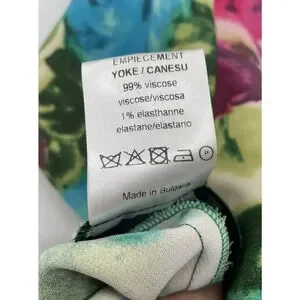 EMPIECEMENT
YOKE / CANESU
99% viscose
viscose/viscosa
1% elasthanne
elastane/elastano
P
Made in Bulgaria